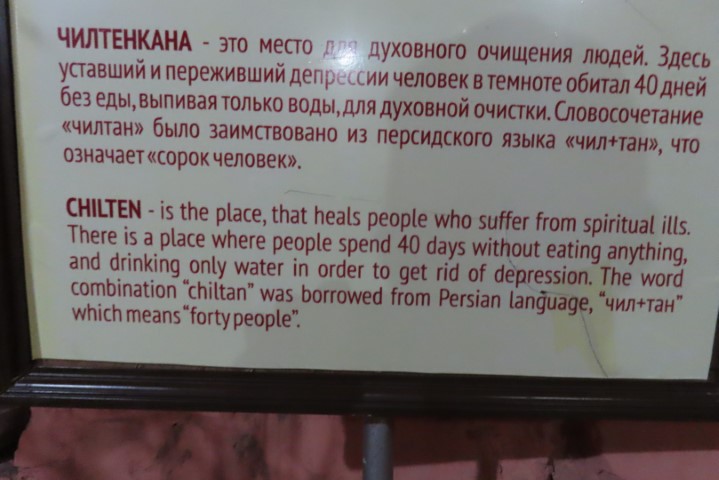 ЧИЛТЕНКАНА - это место для духовного очищения людей. Здесь
уставший и переживший депрессии человек в темноте обитал 40 дней
без еды, выпивая только воды, для духовной очистки. Словосочетание
«чилтан» было заимствовано из персидского языка «чил+тан», что
означает «сорок человек».
CHILTEN - is the place, that heals people who suffer from spiritual ills.
There is a place where people spend 40 days without eating anything,
and drinking only water in order to get rid of depression. The word
combination “chiltan” was borrowed from Persian language, “чил+тан”
which means “forty people”.